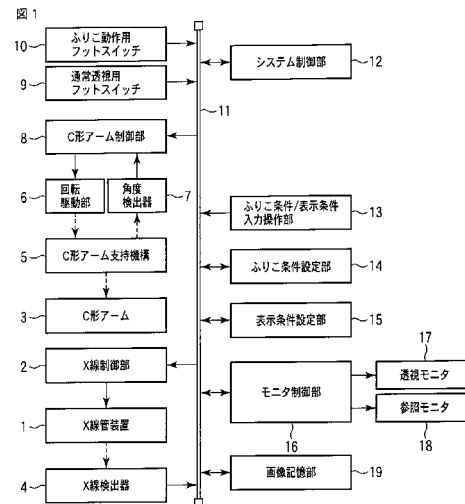 図1
10
ふりこ動作用
フットスイッチ
9
通常透視用
フットスイッチ
8
C形アーム制御部
6
回転
駆動部
角度
検出器
7
5
C形アーム支持機構
3
C形アーム
2
X線制御部
1
X線管装置
4
X線検出器
11
システム制御部
12
ふりこ条件/表示条件
入力操作部
13
ふりこ条件設定部
14
表示条件設定部
15
モニタ制御部
16
17
透視モニタ
参照モニタ
18
画像記憶部
19